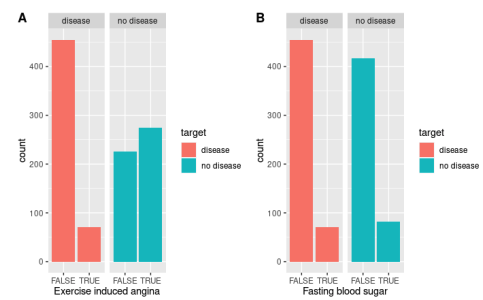 A
disease
no disease
400
300
200
100
0
count
FALSE TRUE
FALSE TRUE
Exercise induced angina
target
disease
no disease
B
disease
no disease
400
300
200
100
0
count
FALSE TRUE
FALSE TRUE
Fasting blood sugar
target
disease
no disease